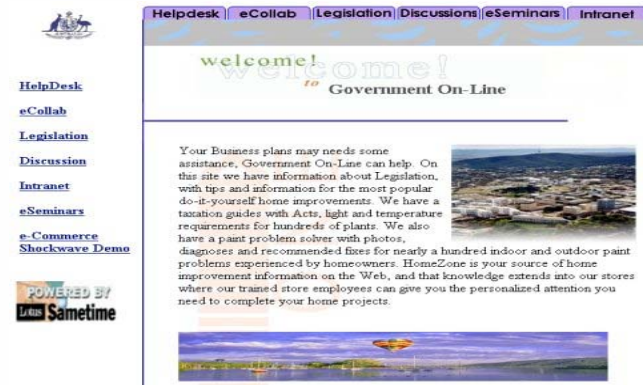 Helpdesk eCollab Legislation Discussions eSeminars Intranet
welcome!
welcome!
to Government On-Line
HelpDesk
eCollab
Legislation
Discussion
Intranet
eSeminars
e-Commerce
Shockwave Demo
POWERED BY
Lotus Sametime
Your Business plans may needs some
assistance, Government On-Line can help. On
this site we have information about Legislation,
with tips and information for the most popular
do-it-yourself home improvements. We have a
taxation guides with Acts, light and temperature
requirements for hundreds of plants. We also
have a paint problem solver with photos,
diagnoses and recommended fixes for nearly a hundred indoor and outdoor paint
problems experienced by homeowners. HomeZone is your source of home
improvement information on the Web, and that knowledge extends into our stores
where our trained store employees can give you the personalized attention you
need to complete your home projects.